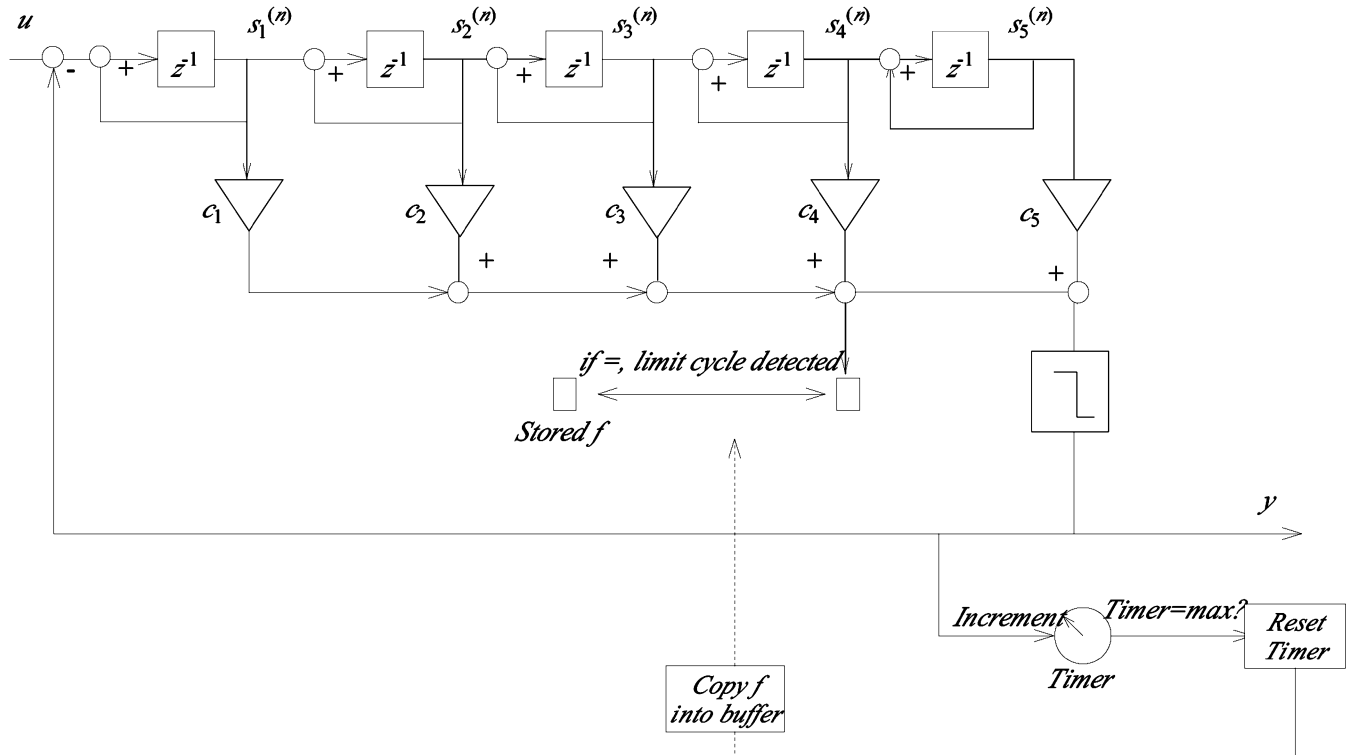 u
s₁⁽ⁿ⁾
s₂⁽ⁿ⁾
s₃⁽ⁿ⁾
s₄⁽ⁿ⁾
s₅⁽ⁿ⁾
- + z⁻¹ + z⁻¹ + z⁻¹ + z⁻¹ + z⁻¹
c₁
c₂
c₃
c₄
c₅
+ + + +
if =, limit cycle detected
Stored f
y
Increment
Timer=max?
Timer
Reset
Timer
Copy f
into buffer